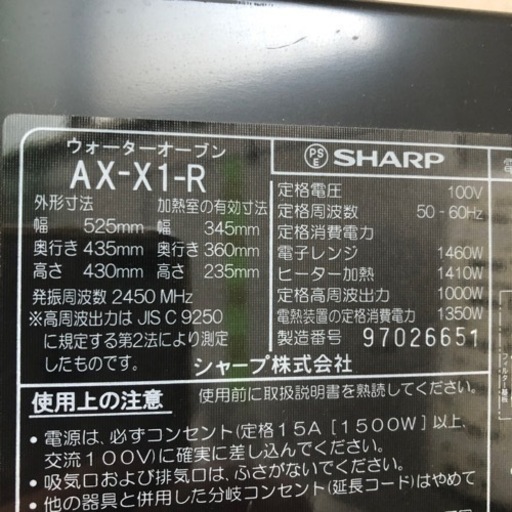 ウォーターオーブン
AX-X1-R
外形寸法 加熱室の有効寸法
幅 525mm 幅 345mm
奥行き 435mm 奥行き 360mm
高さ 430mm 高さ 235mm
発振周波数 2450 MHz
※高周波出力は JIS C 9250
に規定する第2法により測定
したものです。
PSE SHARP
定格電圧 100V
定格周波数 50-60Hz
定格消費電力
電子レンジ 1460W
ヒーター加熱 1410W
定格高周波出力 1000W
電熱装置の定格消費電力 1350W
製造番号 97026651
シャープ株式会社
使用上の注意 使用前に取扱説明書を熟読してください。
•電源は、必ずコンセント(定格15A[1500W]以上、
交流100V)に確実に差し込んでください。
•吸気口および排気口は、ふさがないでください。
•他の器具と併用した分岐コンセント(延長コード)はやめて